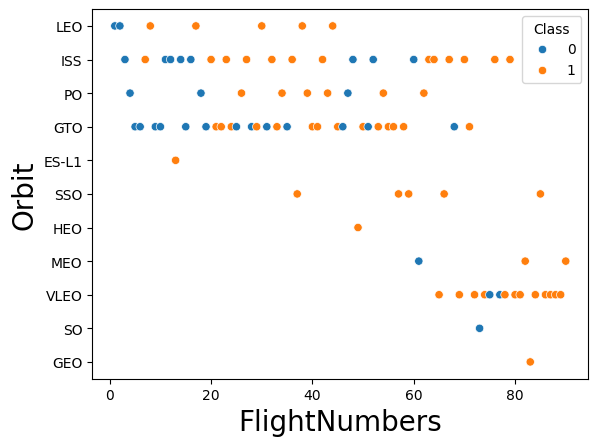 LEO
ISS
PO
GTO
ES-L1
SSO
HEO
MEO
VLEO
SO
GEO
Orbit
Class
0
1
0 20 40 60 80
FlightNumbers